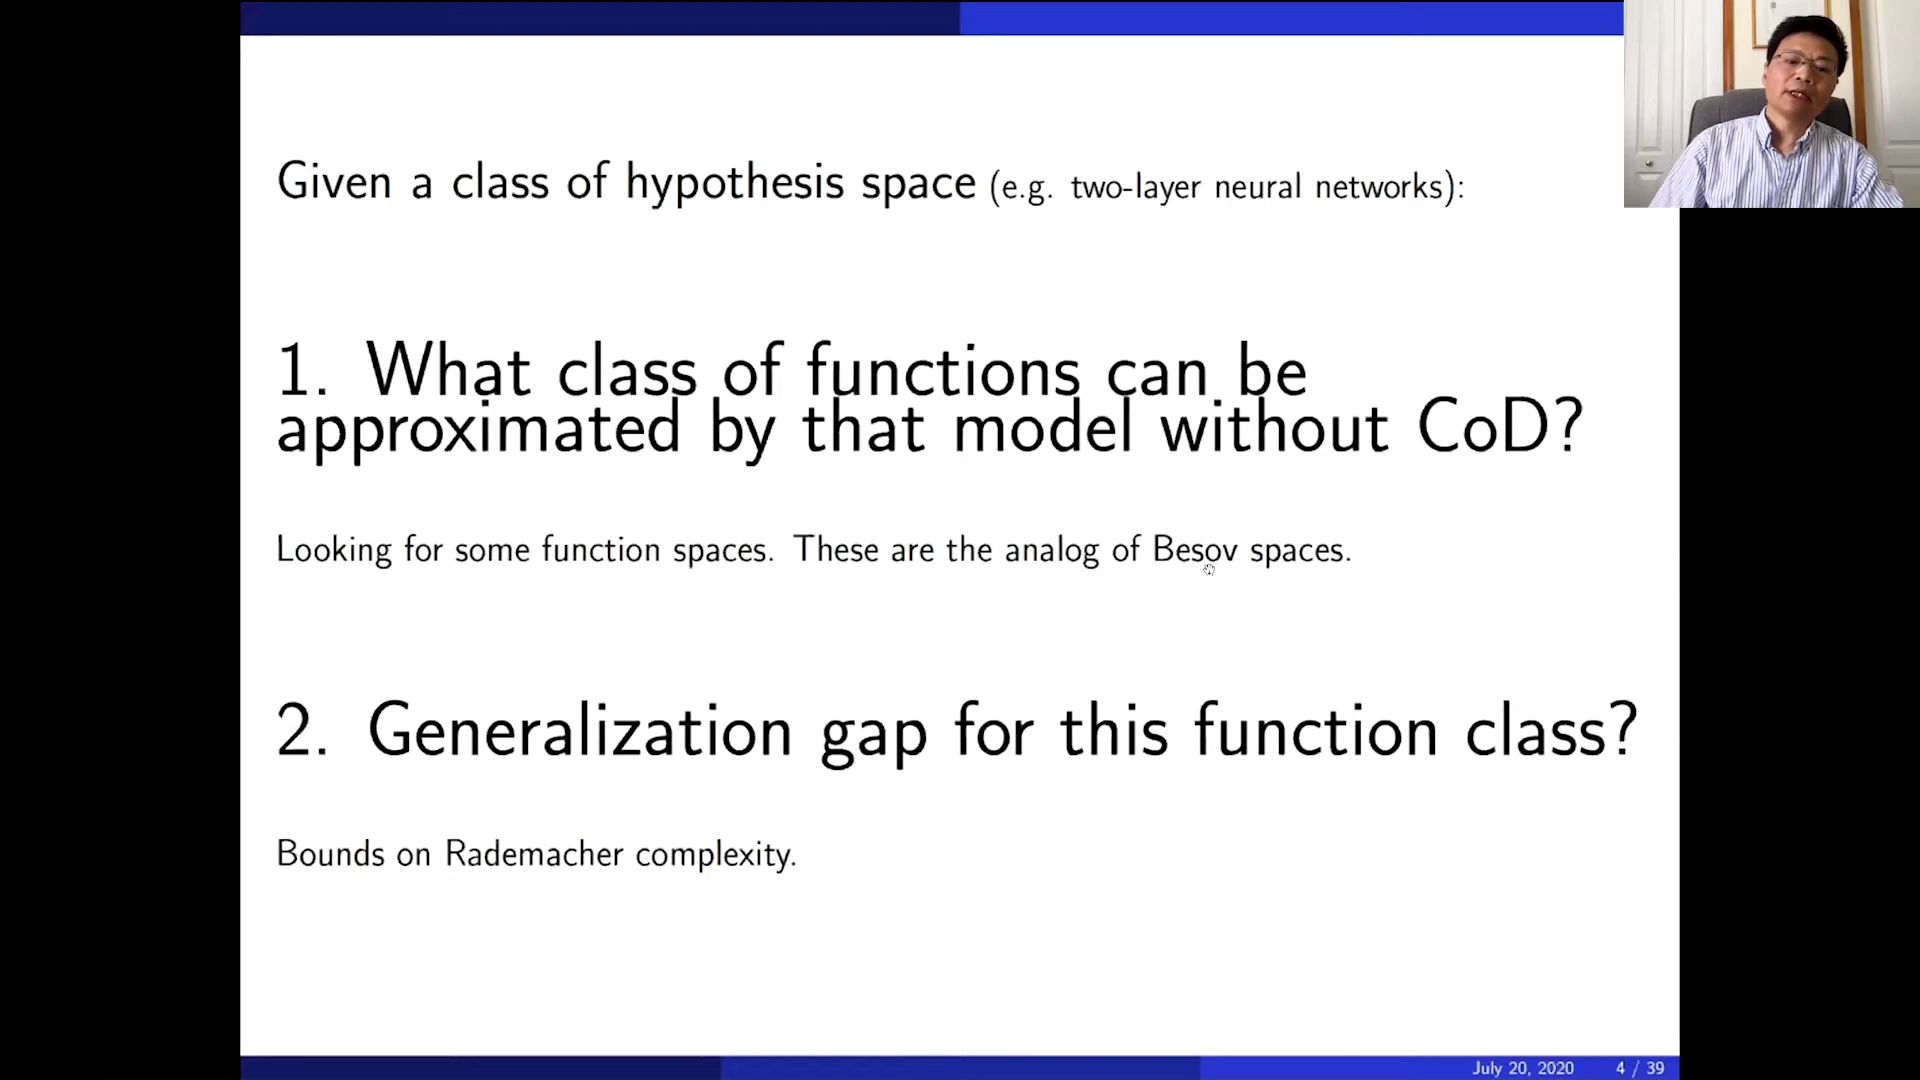 Given a class of hypothesis space (e.g. two-layer neural networks):
1. What class of functions can be
approximated by that model without CoD?
Looking for some function spaces. These are the analog of Besov spaces.
2. Generalization gap for this function class?
Bounds on Rademacher complexity.
July 20, 2020 4 / 39